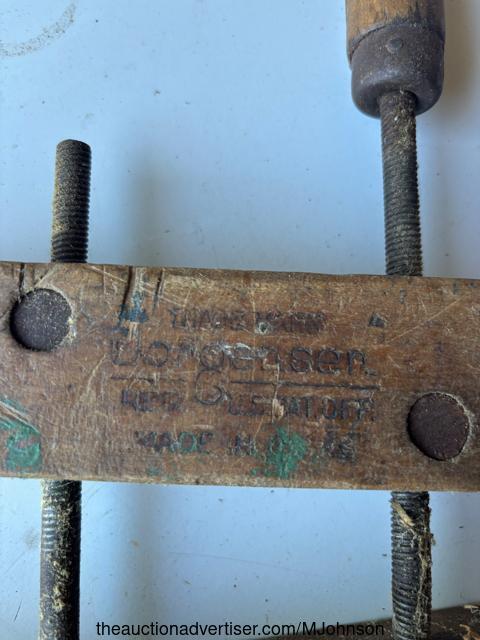 TRADE MARK
Jorgensen
REG. U.S. PAT. OFF.
MADE IN U.S.A.
theauctionadvertiser.com/MJohnson